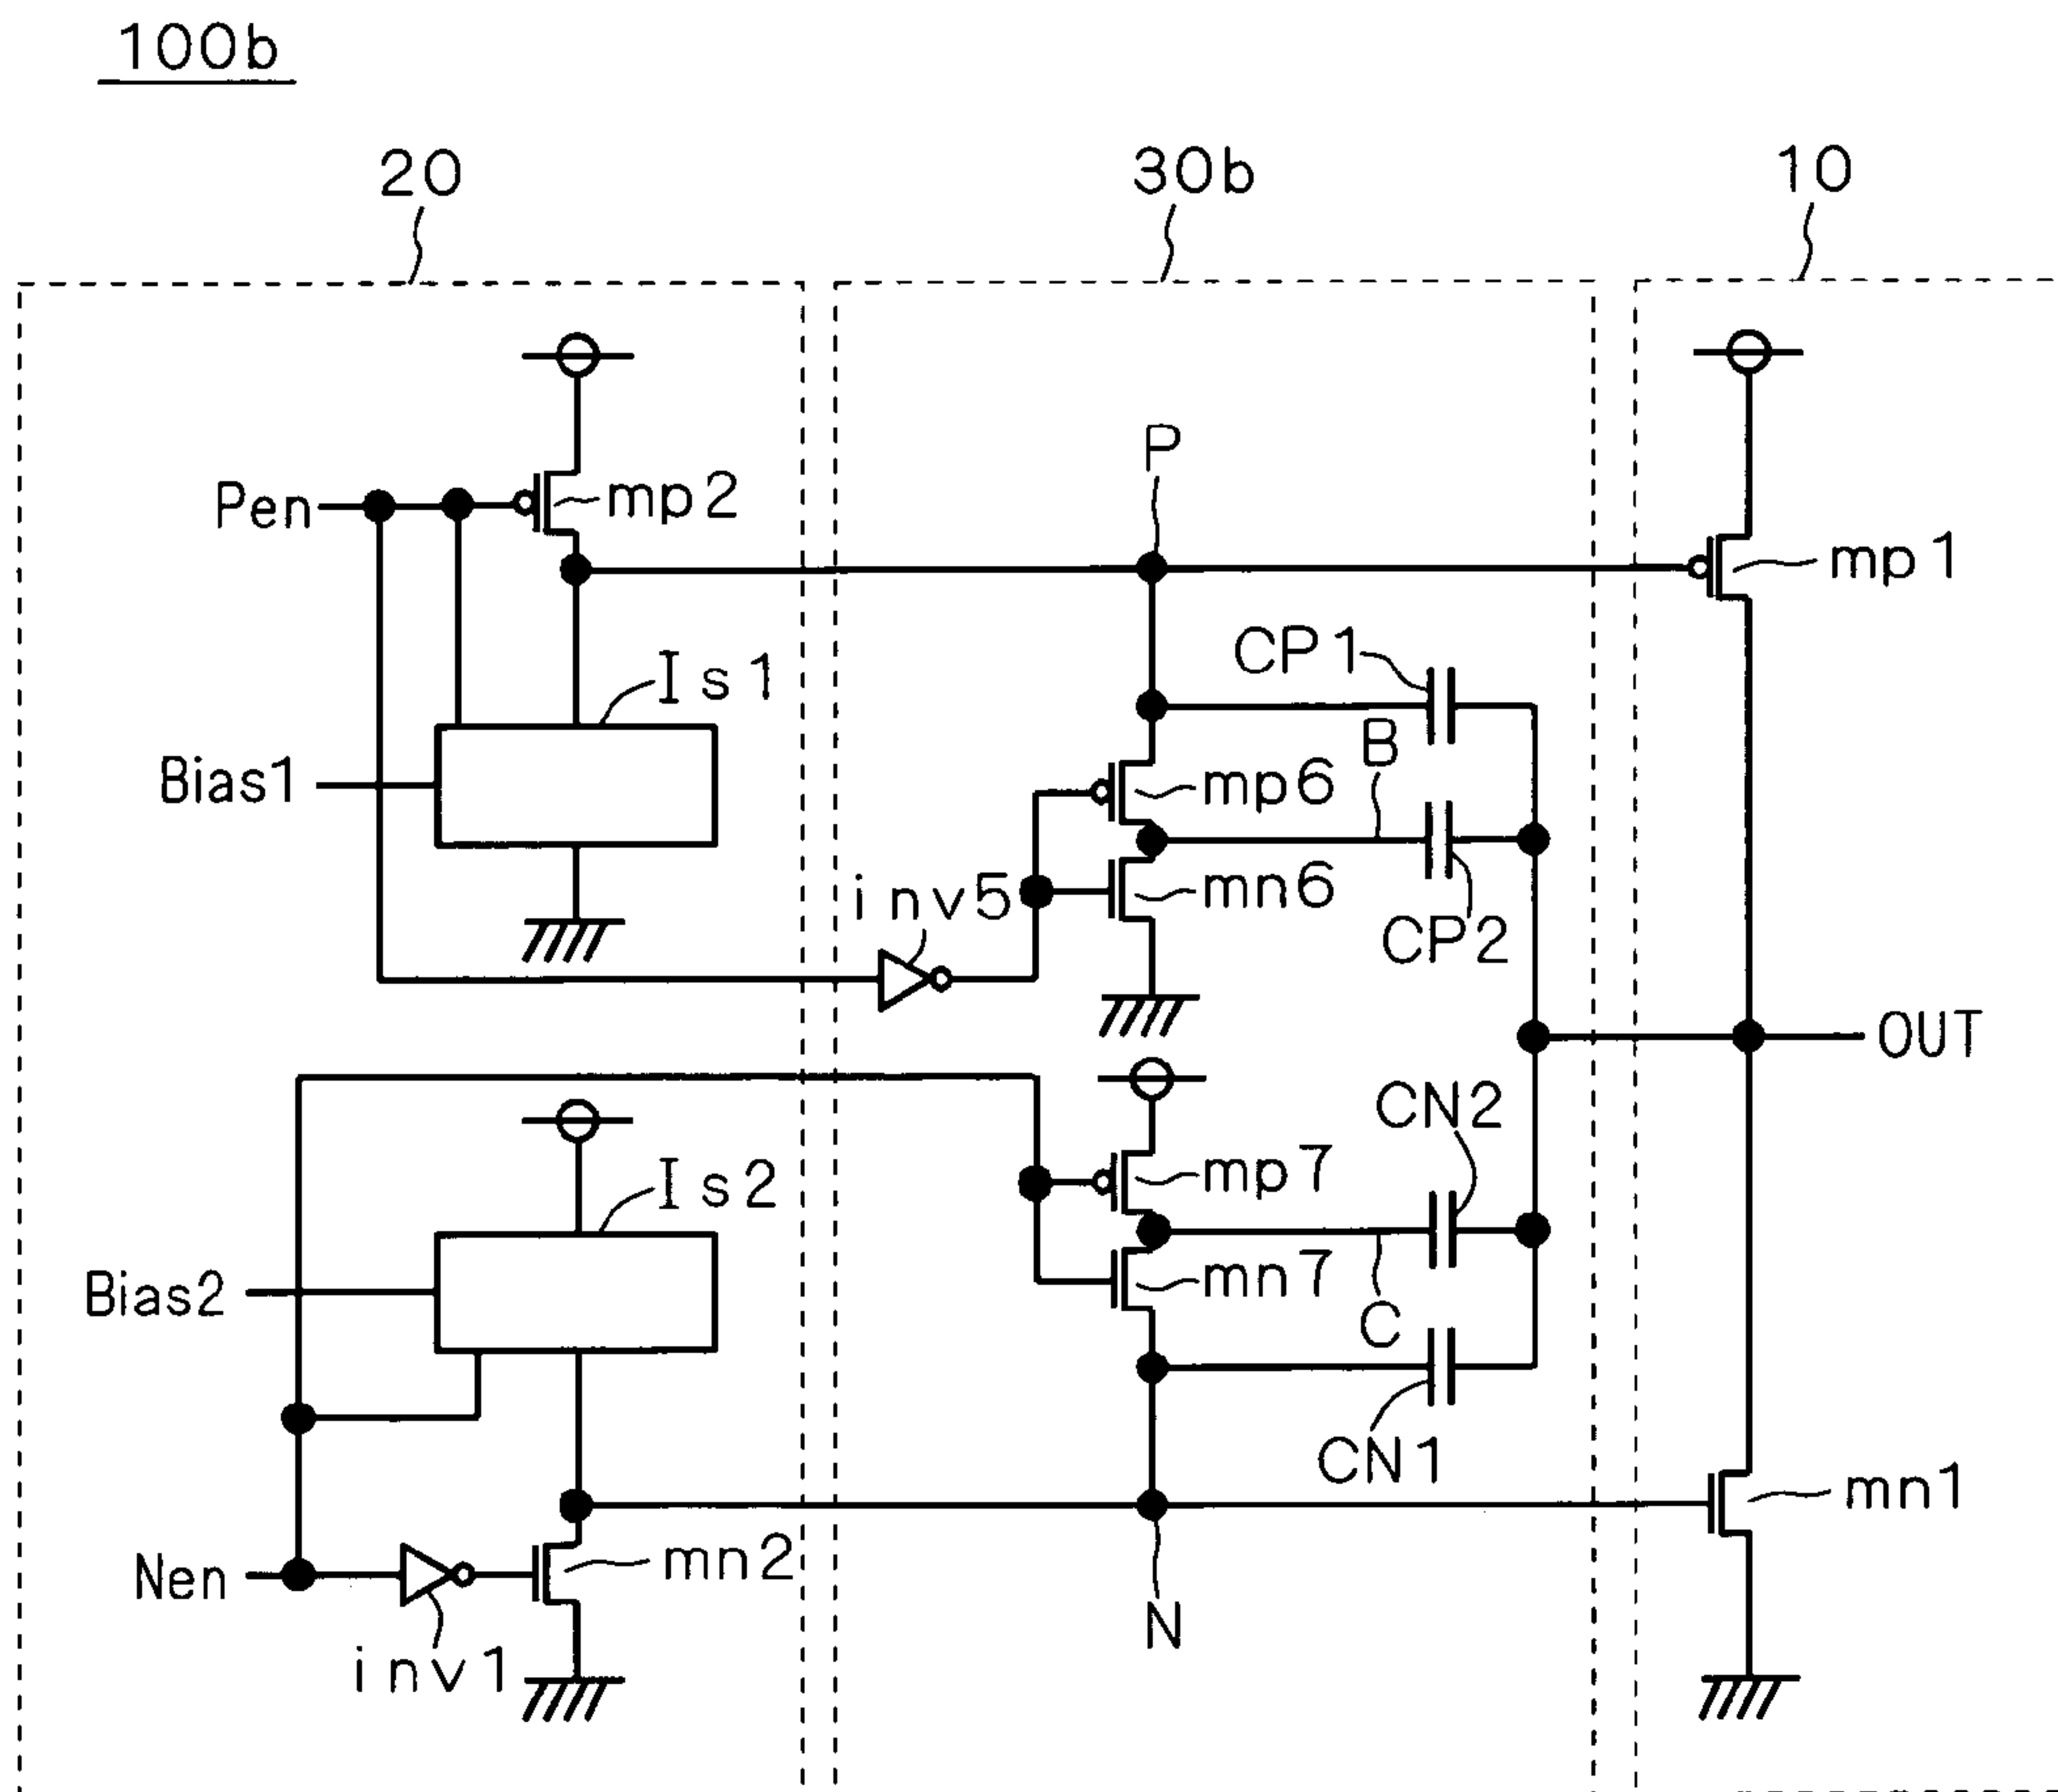 100b
20
30b
10
P
Pen
mp2
mp1
CP1
Is1
B
Bias1
mp6
inv5
mn6
CP2
OUT
CN2
mp7
Is2
mn7
Bias2
C
CN1
mn1
Nen
mn2
inv1
N